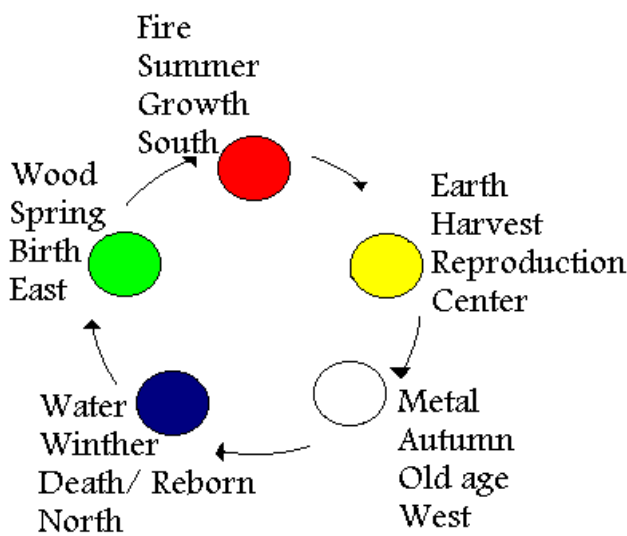 Fire
Summer
Growth
South
Wood
Spring
Birth
East
Earth
Harvest
Reproduction
Center
Metal
Autumn
Old age
West
Water
Winther
Death/ Reborn
North